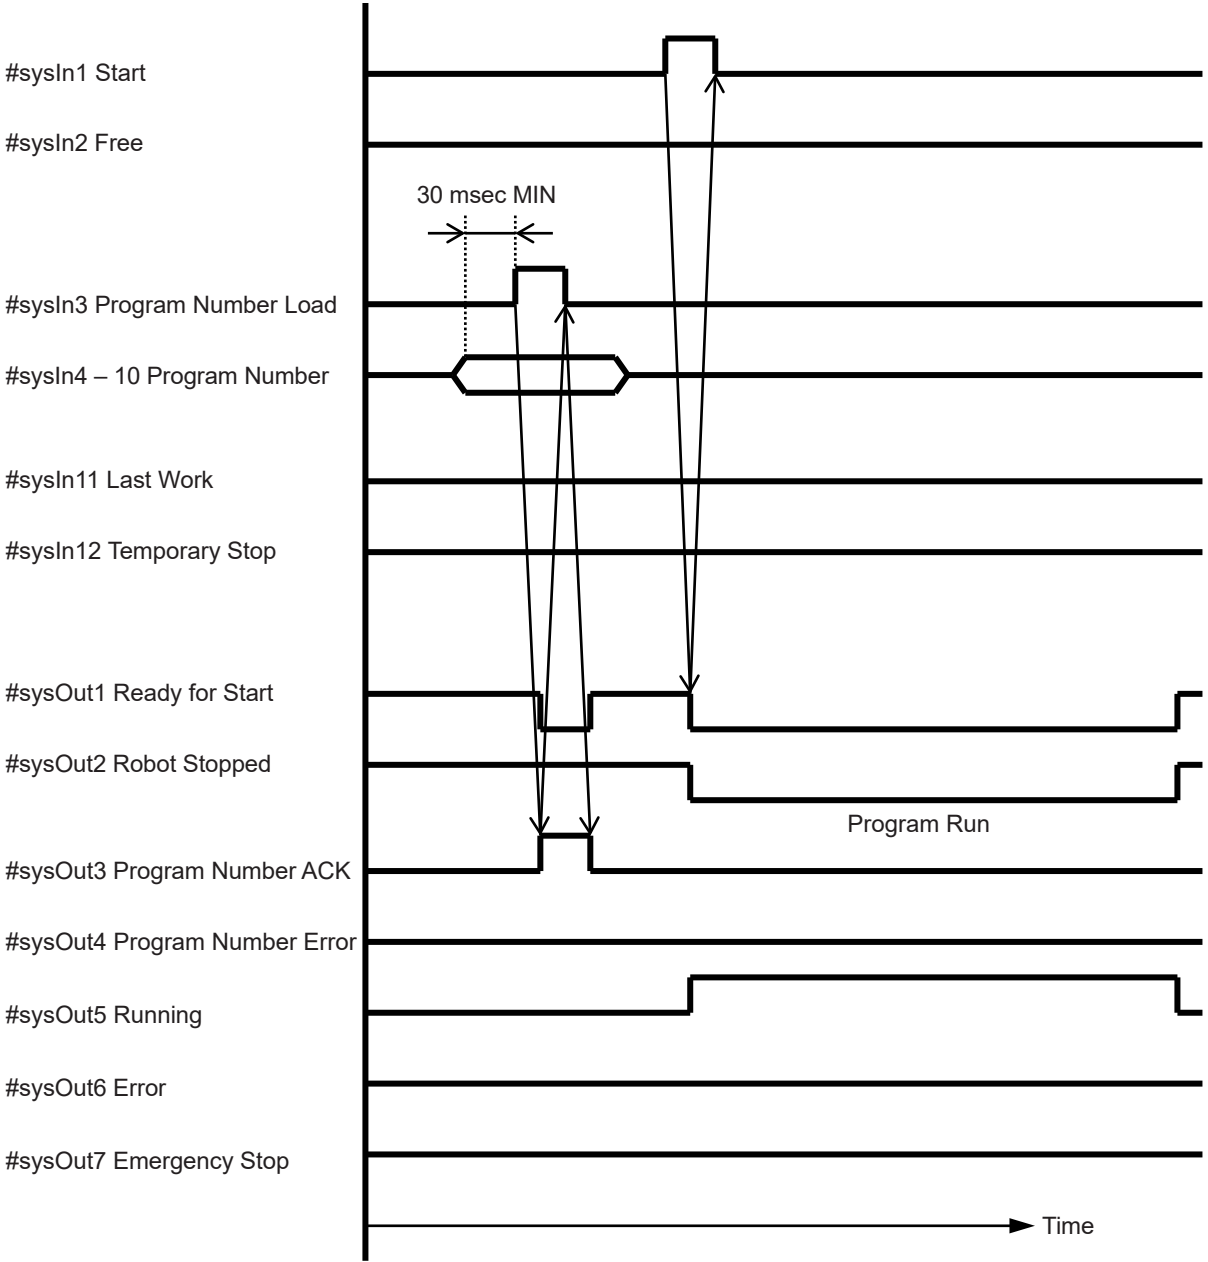 #sysIn1 Start
#sysIn2 Free
30 msec MIN
#sysIn3 Program Number Load
#sysIn4 – 10 Program Number
#sysIn11 Last Work
#sysIn12 Temporary Stop
#sysOut1 Ready for Start
#sysOut2 Robot Stopped
Program Run
#sysOut3 Program Number ACK
#sysOut4 Program Number Error
#sysOut5 Running
#sysOut6 Error
#sysOut7 Emergency Stop
Time